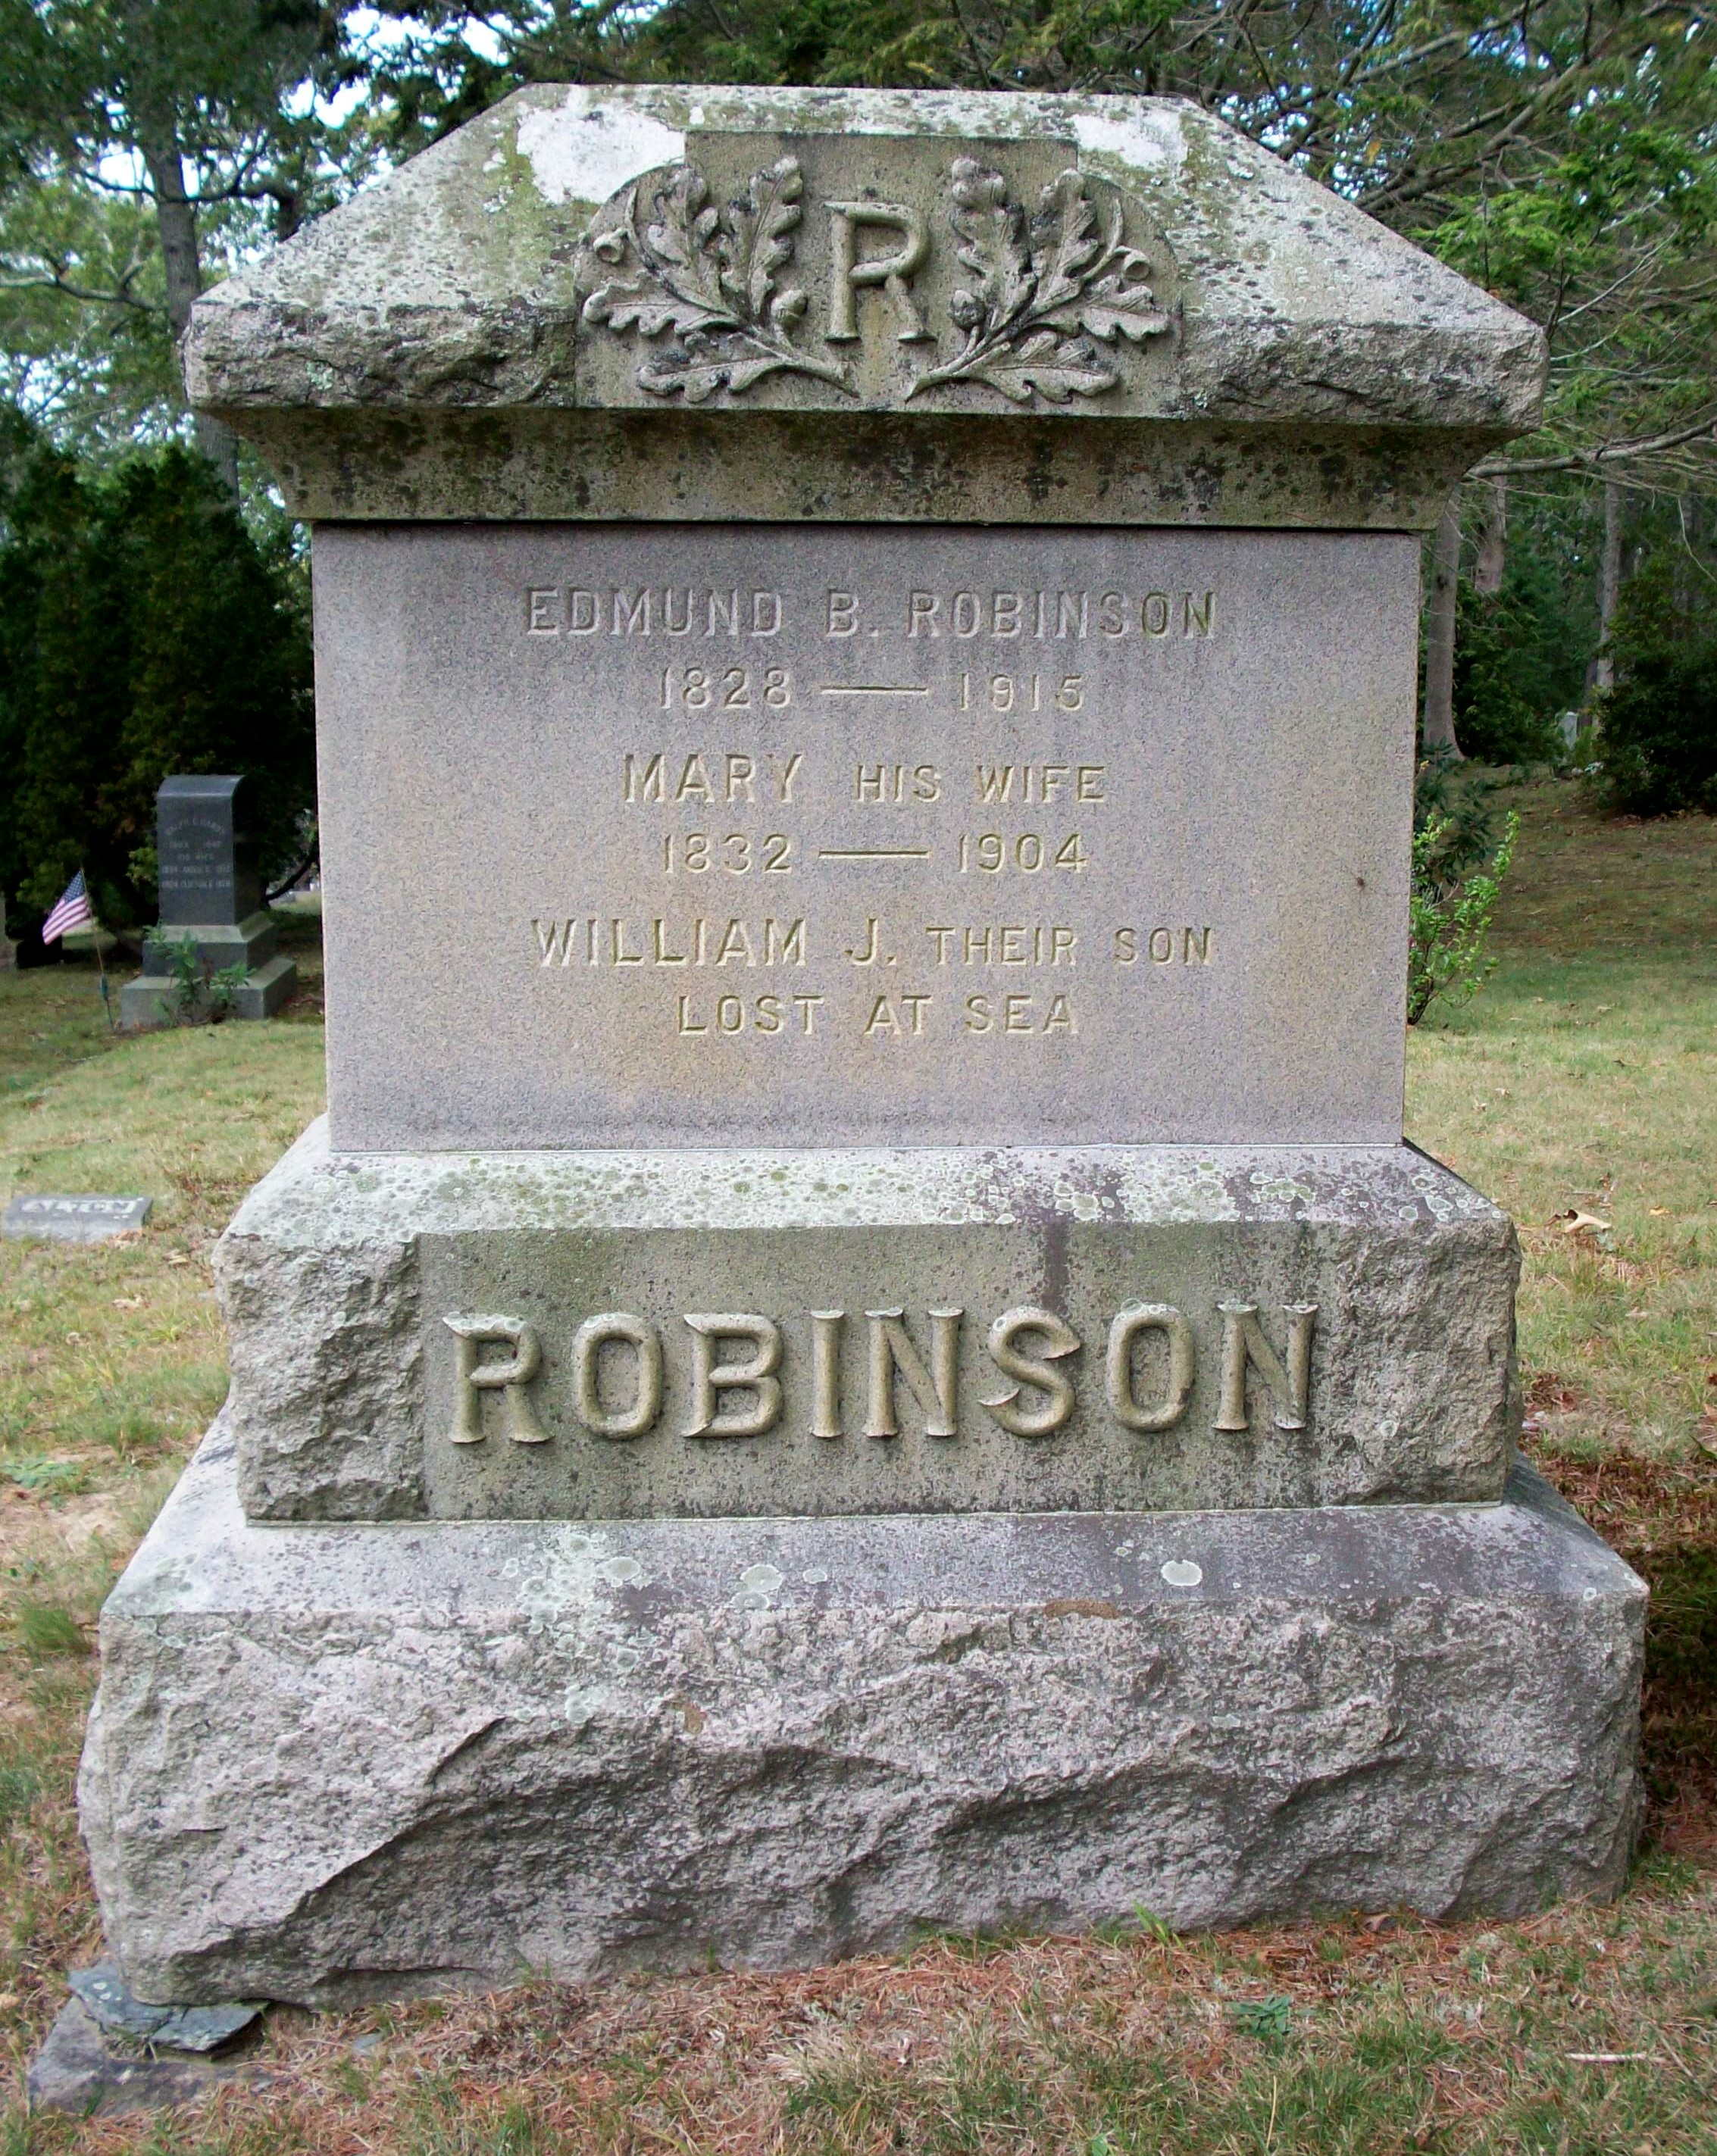 R
EDMUND B. ROBINSON
1828 — 1915
MARY HIS WIFE
1832 — 1904
WILLIAM J. THEIR SON
LOST AT SEA
ROBINSON